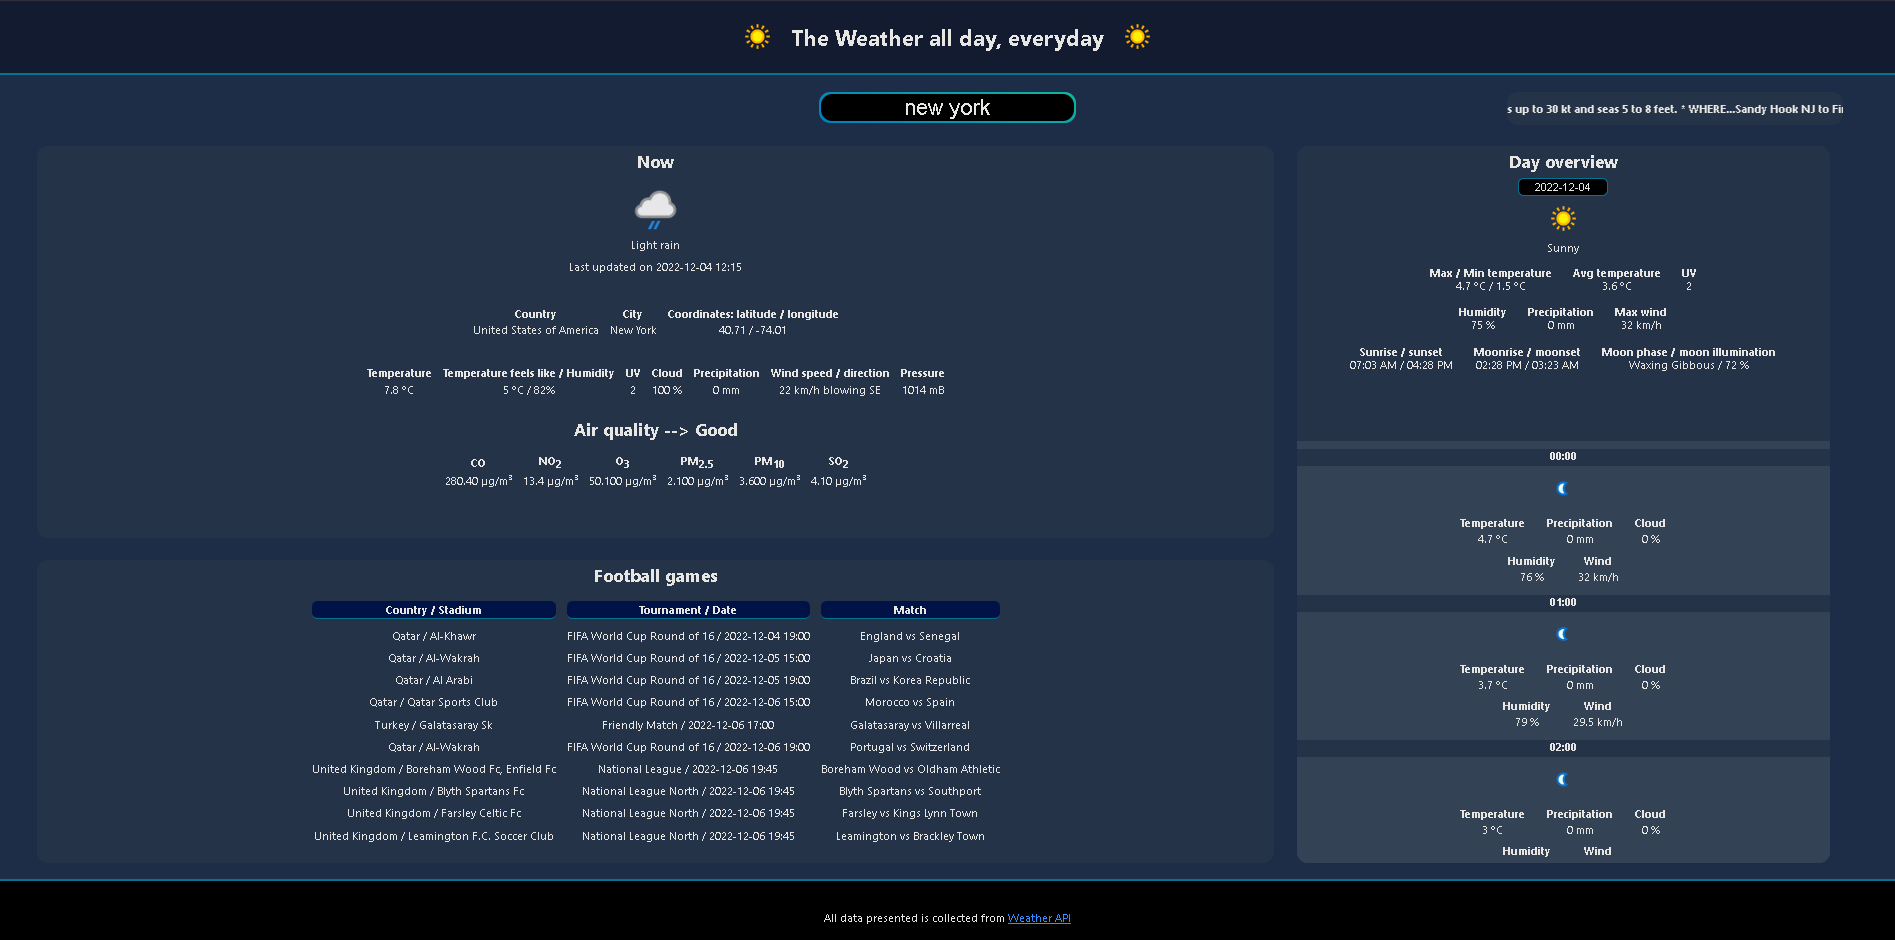 The Weather all day, everyday
new york
s up to 30 kt and seas 5 to 8 feet. * WHERE...Sandy Hook NJ to Fi
Now
Light rain
Last updated on 2022-12-04 12:15
Country City Coordinates: latitude / longitude
United States of America New York 40.71 / -74.01
Temperature Temperature feels like / Humidity UV Cloud Precipitation Wind speed / direction Pressure
7.8 °C 5 °C / 82% 2 100 % 0 mm 22 km/h blowing SE 1014 mB
Air quality --> Good
CO NO2 O3 PM2.5 PM10 SO2
280.40 µg/m³ 13.4 µg/m³ 50.100 µg/m³ 2.100 µg/m³ 3.600 µg/m³ 4.10 µg/m³
Football games
Country / Stadium Tournament / Date Match
Qatar / Al-Khawr FIFA World Cup Round of 16 / 2022-12-04 19:00 England vs Senegal
Qatar / Al-Wakrah FIFA World Cup Round of 16 / 2022-12-05 15:00 Japan vs Croatia
Qatar / Al Arabi FIFA World Cup Round of 16 / 2022-12-05 19:00 Brazil vs Korea Republic
Qatar / Qatar Sports Club FIFA World Cup Round of 16 / 2022-12-06 15:00 Morocco vs Spain
Turkey / Galatasaray Sk Friendly Match / 2022-12-06 17:00 Galatasaray vs Villarreal
Qatar / Al-Wakrah FIFA World Cup Round of 16 / 2022-12-06 19:00 Portugal vs Switzerland
United Kingdom / Boreham Wood Fc, Enfield Fc National League / 2022-12-06 19:45 Boreham Wood vs Oldham Athletic
United Kingdom / Blyth Spartans Fc National League North / 2022-12-06 19:45 Blyth Spartans vs Southport
United Kingdom / Farsley Celtic Fc National League North / 2022-12-06 19:45 Farsley vs Kings Lynn Town
United Kingdom / Leamington F.C. Soccer Club National League North / 2022-12-06 19:45 Leamington vs Brackley Town
Day overview
2022-12-04
Sunny
Max / Min temperature Avg temperature UV
4.7 °C / 1.5 °C 3.6 °C 2
Humidity Precipitation Max wind
75 % 0 mm 32 km/h
Sunrise / sunset Moonrise / moonset Moon phase / moon illumination
07:03 AM / 04:28 PM 02:28 PM / 03:23 AM Waxing Gibbous / 72 %
00:00
Temperature Precipitation Cloud
4.7 °C 0 mm 0 %
Humidity Wind
76 % 32 km/h
01:00
Temperature Precipitation Cloud
3.7 °C 0 mm 0 %
Humidity Wind
79 % 29.5 km/h
02:00
Temperature Precipitation Cloud
3 °C 0 mm 0 %
Humidity Wind
All data presented is collected from Weather API